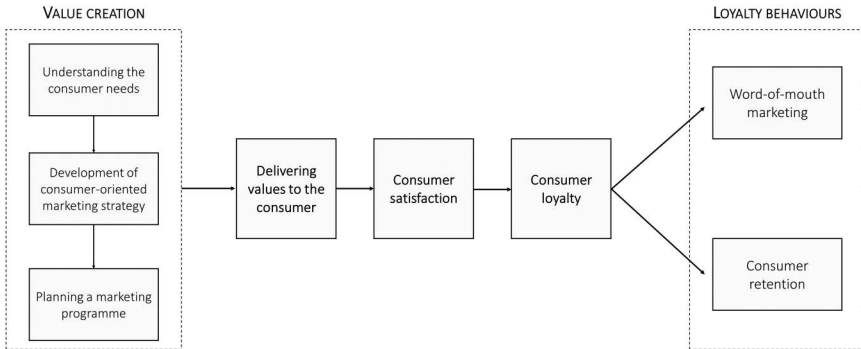 VALUE CREATION
Understanding the
consumer needs
Development of
consumer-oriented
marketing strategy
Planning a marketing
programme
Delivering
values to the
consumer
Consumer
satisfaction
Consumer
loyalty
LOYALTY BEHAVIOURS
Word-of-mouth
marketing
Consumer
retention